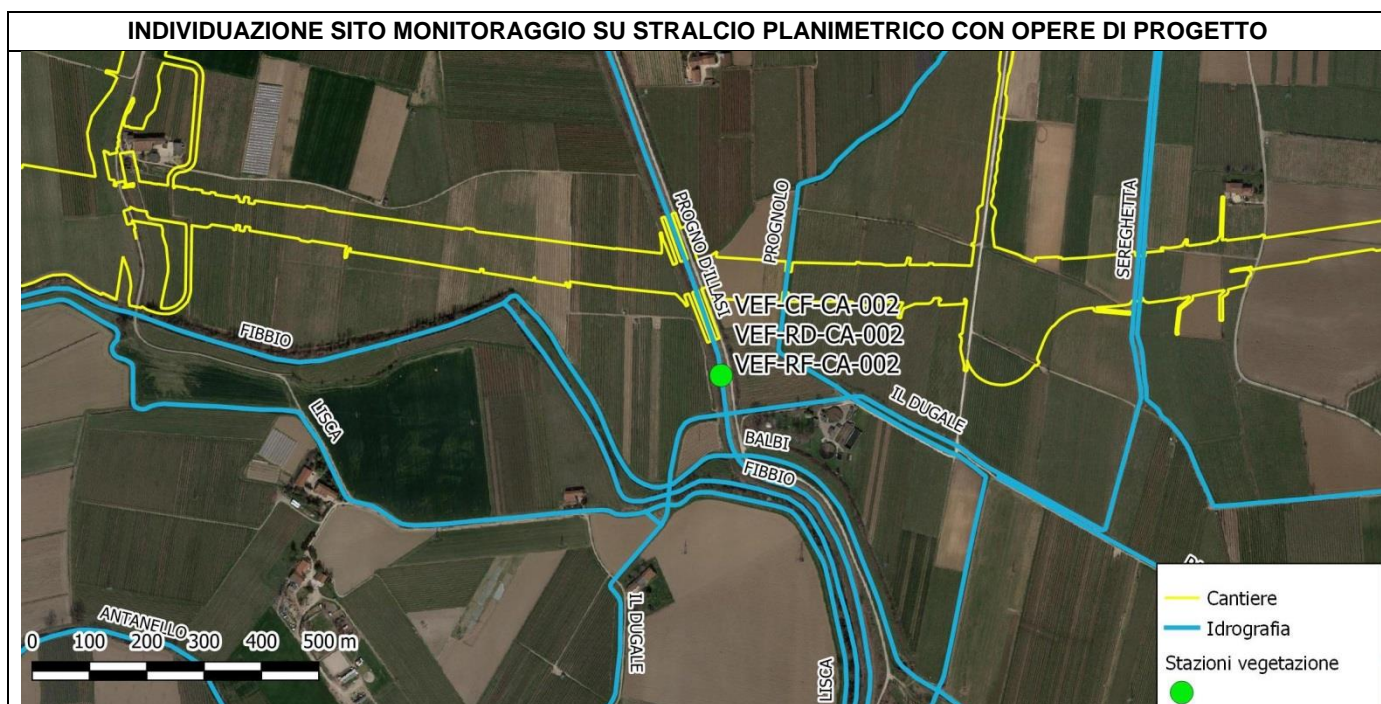 INDIVIDUAZIONE SITO MONITORAGGIO SU STRALCIO PLANIMETRICO CON OPERE DI PROGETTO
PROGNO D'ILLASI
PROGNOLO
SEREGHETTA
VEF-CF-CA-002
VEF-RD-CA-002
VEF-RF-CA-002
FIBBIO
LISCA
IL DUGALE
BALBI
FIBBIO
ANTANELLO
IL DUGALE
LISCA
0 100 200 300 400 500 m
Cantiere
Idrografia
Stazioni vegetazione